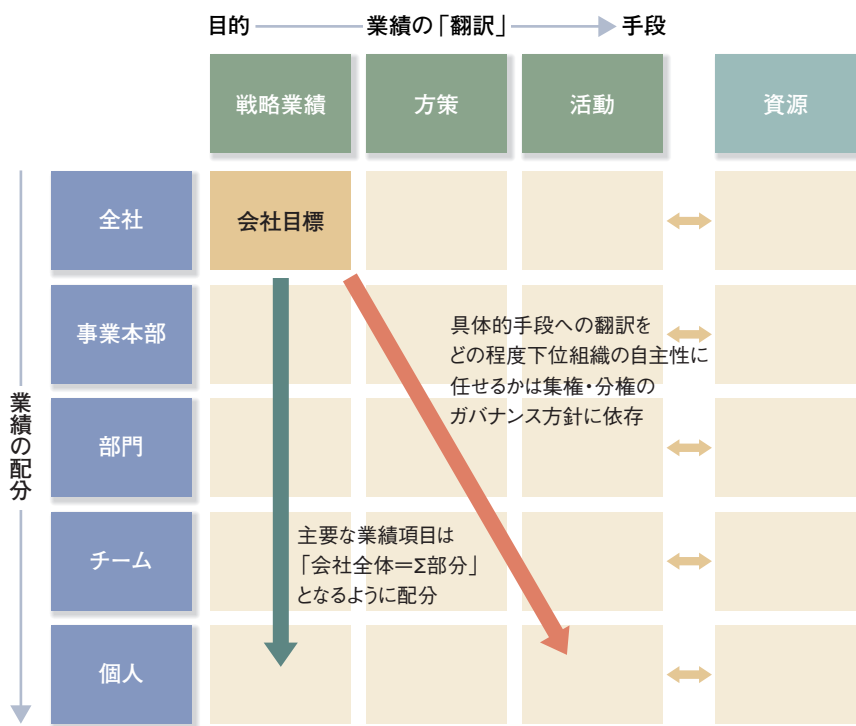 目的 業績の「翻訳」 手段
戦略業績 方策 活動 資源
業績の配分
全社 会社目標
事業本部
具体的手段への翻訳を
どの程度下位組織の自主性に
任せるかは集権・分権の
ガバナンス方針に依存
部門
チーム
主要な業績項目は
「会社全体＝Σ部分」
となるように配分
個人